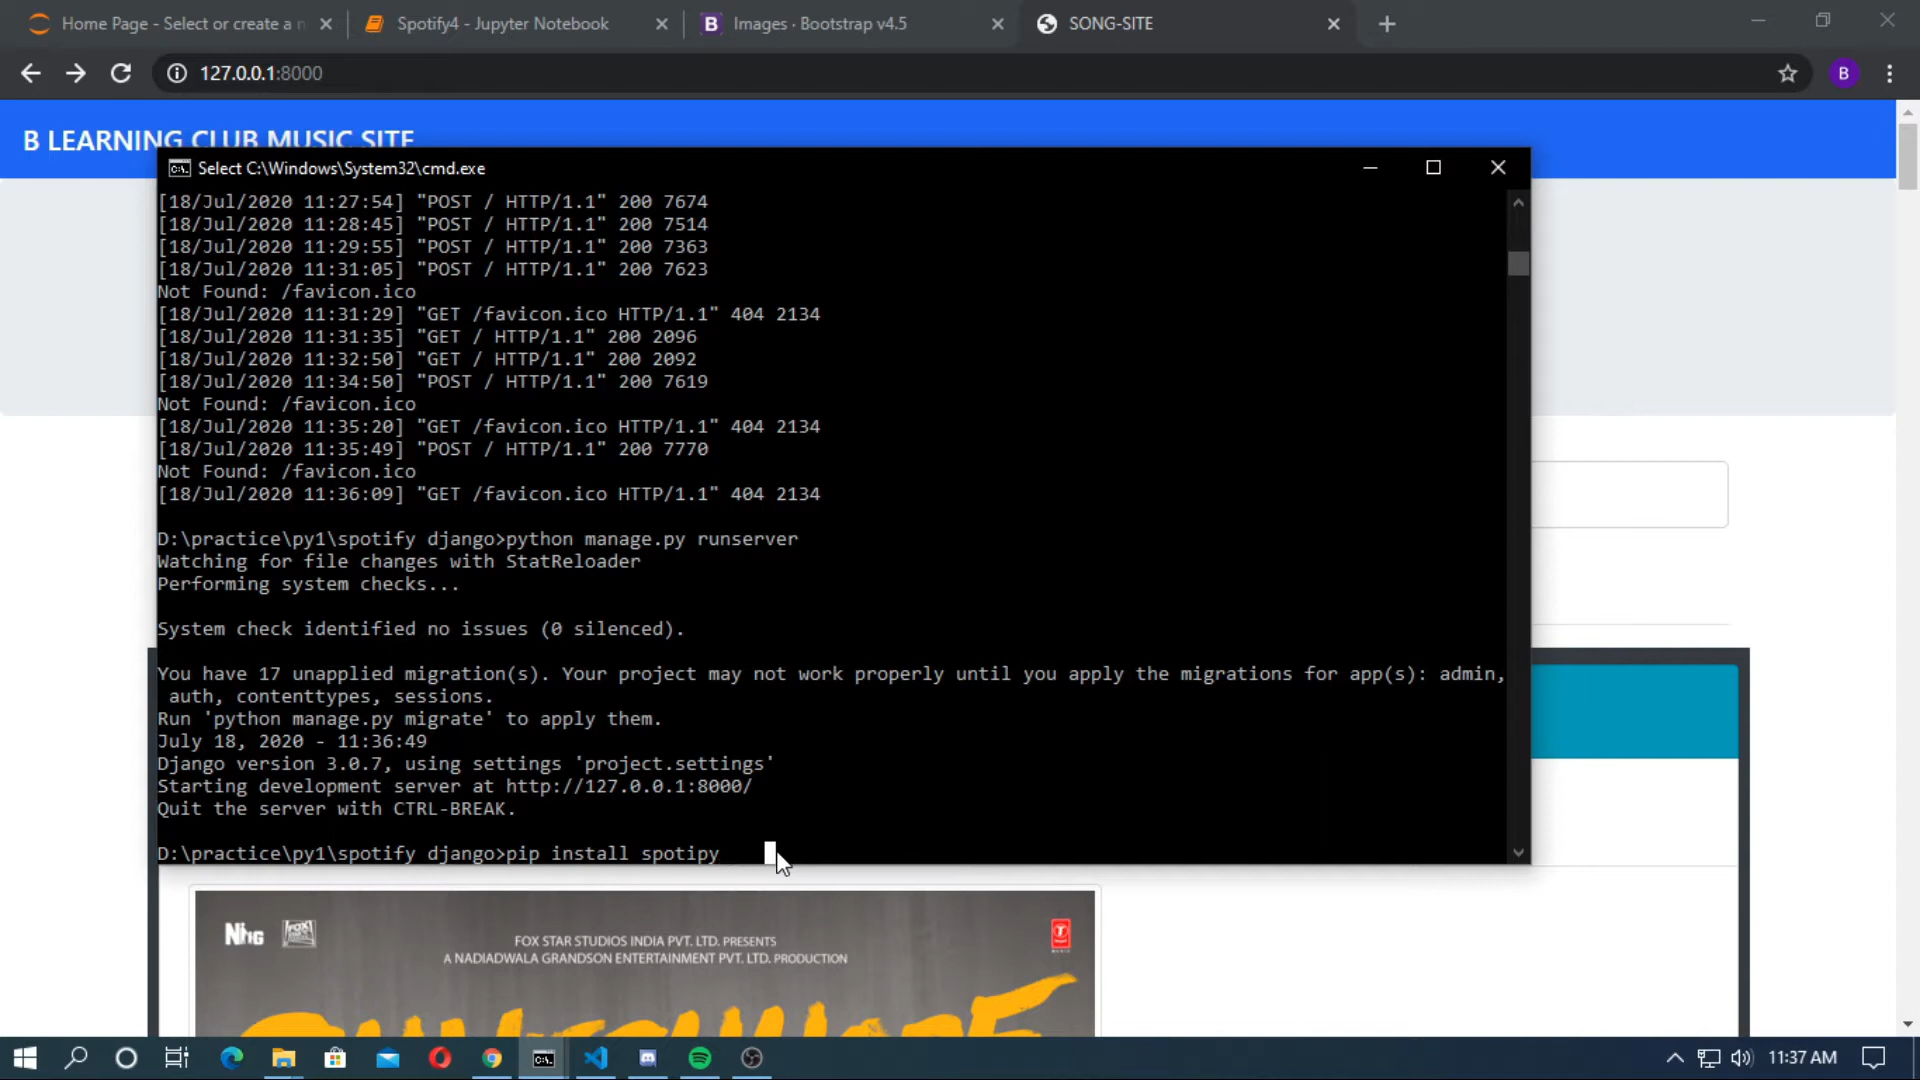 Home Page - Select or create a n
Spotify4 - Jupyter Notebook
B Images · Bootstrap v4.5
SONG-SITE
127.0.0.1:8000
B
B LEARNING CLUB MUSIC SITE
Select C:\Windows\System32\cmd.exe
[18/Jul/2020 11:27:54] "POST / HTTP/1.1" 200 7674
[18/Jul/2020 11:28:45] "POST / HTTP/1.1" 200 7514
[18/Jul/2020 11:29:55] "POST / HTTP/1.1" 200 7363
[18/Jul/2020 11:31:05] "POST / HTTP/1.1" 200 7623
Not Found: /favicon.ico
[18/Jul/2020 11:31:29] "GET /favicon.ico HTTP/1.1" 404 2134
[18/Jul/2020 11:31:35] "GET / HTTP/1.1" 200 2096
[18/Jul/2020 11:32:50] "GET / HTTP/1.1" 200 2092
[18/Jul/2020 11:34:50] "POST / HTTP/1.1" 200 7619
Not Found: /favicon.ico
[18/Jul/2020 11:35:20] "GET /favicon.ico HTTP/1.1" 404 2134
[18/Jul/2020 11:35:49] "POST / HTTP/1.1" 200 7770
Not Found: /favicon.ico
[18/Jul/2020 11:36:09] "GET /favicon.ico HTTP/1.1" 404 2134
D:\practice\py1\spotify django>python manage.py runserver
Watching for file changes with StatReloader
Performing system checks...
System check identified no issues (0 silenced).
You have 17 unapplied migration(s). Your project may not work properly until you apply the migrations for app(s): admin,
auth, contenttypes, sessions.
Run 'python manage.py migrate' to apply them.
July 18, 2020 - 11:36:49
Django version 3.0.7, using settings 'project.settings'
Starting development server at http://127.0.0.1:8000/
Quit the server with CTRL-BREAK.
D:\practice\py1\spotify django>pip install spotipy
FOX STAR STUDIOS INDIA PVT. LTD. PRESENTS
A NADIADWALA GRANDSON ENTERTAINMENT PVT. LTD. PRODUCTION
11:37 AM